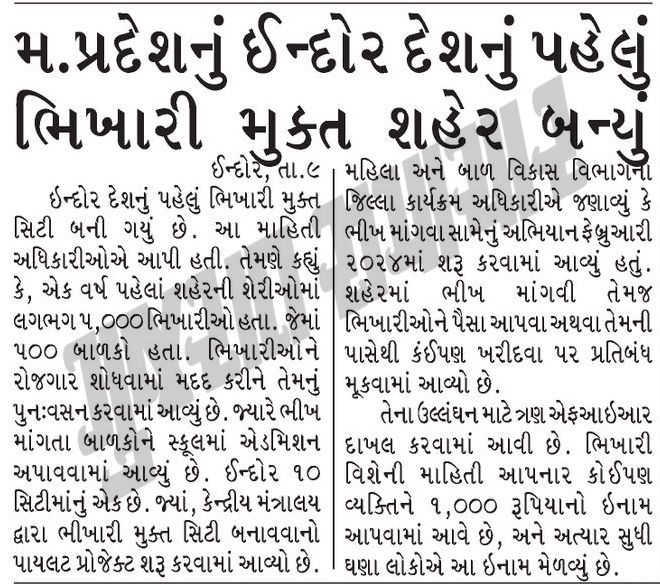 મ.પ્રદેશનું ઈન્દોર દેશનું પહેલું
ભિખારી મુક્ત શહેર બન્યું
ઈન્દોર, તા.૯
ઇન્દોર દેશનું પહેલું ભિખારી મુક્ત
સિટી બની ગયું છે. આ માહિતી
અધિકારીઓએ આપી હતી. તેમણે કહ્યું
કે, એક વર્ષ પહેલાં શહેરની શેરીઓમાં
લગભગ ૫,૦૦૦ ભિખારીઓ હતા. જેમાં
૫૦૦ બાળકો હતા. ભિખારીઓને
રોજગાર શોધવામાં મદદ કરીને તેમનું
પુનઃવસન કરવામાં આવ્યું છે. જ્યારે ભીખ
માંગતા બાળકોને સ્કૂલમાં એડમિશન
અપાવવામાં આવ્યું છે. ઈન્દોર ૧૦
સિટીમાંનું એક છે. જ્યાં, કેન્દ્રીય મંત્રાલય
દ્વારા ભીખારી મુક્ત સિટી બનાવવાનો
પાયલટ પ્રોજેક્ટ શરૂ કરવામાં આવ્યો છે.
મહિલા અને બાળ વિકાસ વિભાગના
જિલ્લા કાર્યક્રમ અધિકારીએ જણાવ્યું કે
ભીખ માંગવા સામેનું અભિયાન ફેબ્રુઆરી
૨૦૨૪માં શરૂ કરવામાં આવ્યું હતું.
શહેરમાં ભીખ માંગવી તેમજ
ભિખારીઓને પૈસા આપવા અથવા તેમની
પાસેથી કંઈપણ ખરીદવા પર પ્રતિબંધ
મૂકવામાં આવ્યો છે.
તેના ઉલ્લંઘન માટે ત્રણ એફઆઇઆર
દાખલ કરવામાં આવી છે. ભિખારી
વિશેની માહિતી આપનાર કોઈપણ
વ્યક્તિને ૧,૦૦૦ રૂપિયાનો ઇનામ
આપવામાં આવે છે, અને અત્યાર સુધી
ઘણા લોકોએ આ ઇનામ મેળવ્યું છે.